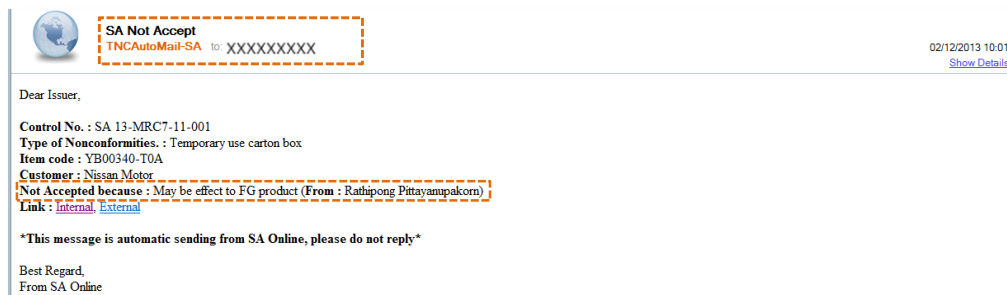 SA Not Accept
TNCAutoMail-SA to: XXXXXXXXX
02/12/2013 10:01
Show Details
Dear Issuer,
Control No. : SA 13-MRC7-11-001
Type of Nonconformities. : Temporary use carton box
Item code : YB00340-T0A
Customer : Nissan Motor
Not Accepted because : May be effect to FG product (From : Rathipong Pittayanupakorn)
Link : Internal, External
*This message is automatic sending from SA Online, please do not reply*
Best Regard,
From SA Online